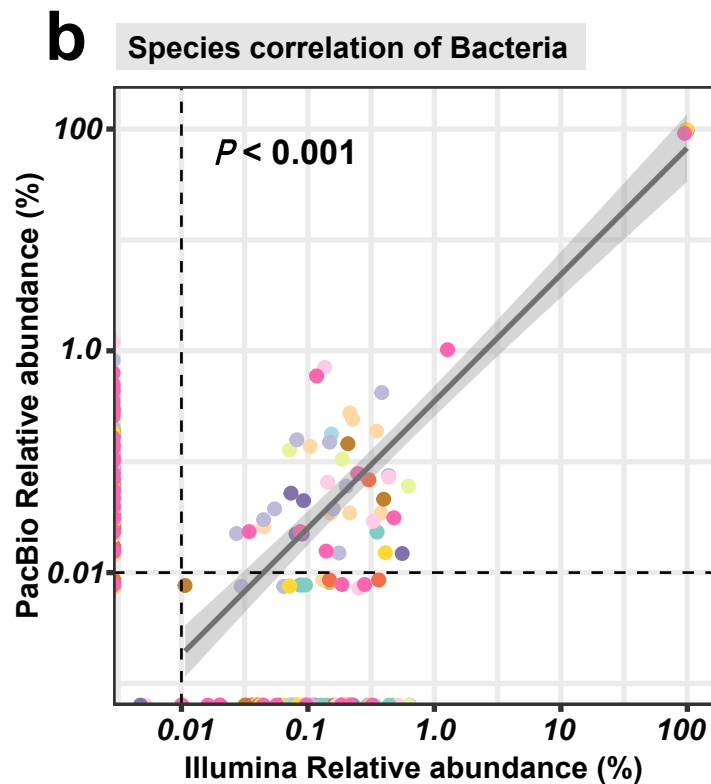 b
Species correlation of Bacteria
P < 0.001
PacBio Relative abundance (%)
100
1.0
0.01
0.01 0.1 1.0 10 100
Illumina Relative abundance (%)